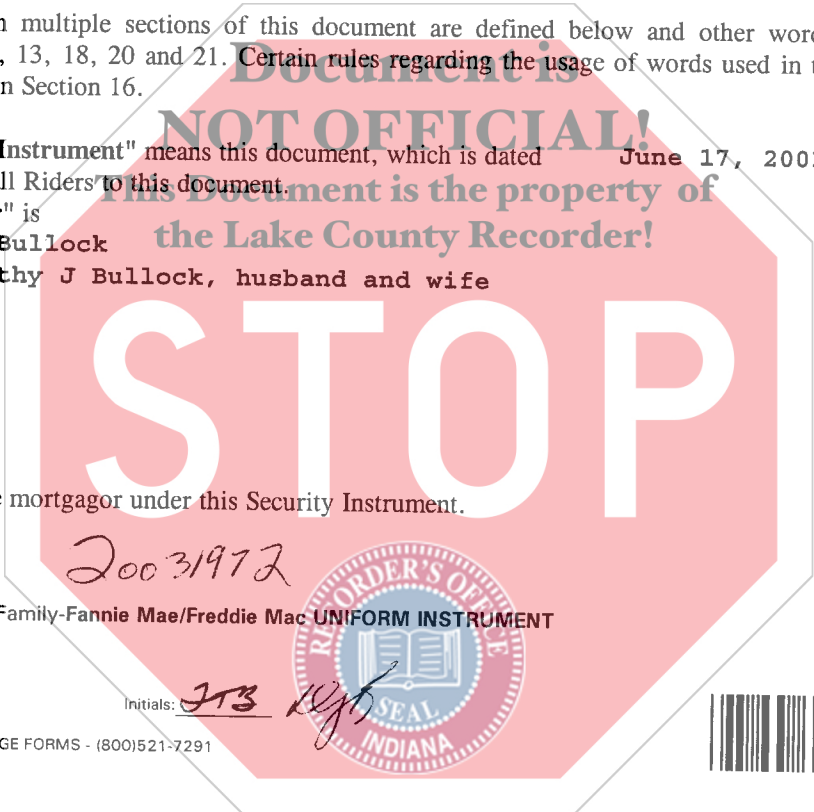 multiple sections of this document are defined below and other
, 13, 18, 20 and 21. Certain rules regarding the usage of words used in
n Section 16.
Document is
NOT OFFICIAL!
Instrument" means this document, which is dated June 17, 200
ll Riders to this document.
This Document is the property of
" is
the Lake County Recorder!
Bullock
thy J Bullock, husband and wife
STOP
mortgagor under this Security Instrument.
20031972
Family-Fannie Mae/Freddie Mac UNIFORM INSTRUMENT
RECORDER'S OFFICE
Initials: JTB DJB
SEAL
INDIANA
GE FORMS - (800)521-7291